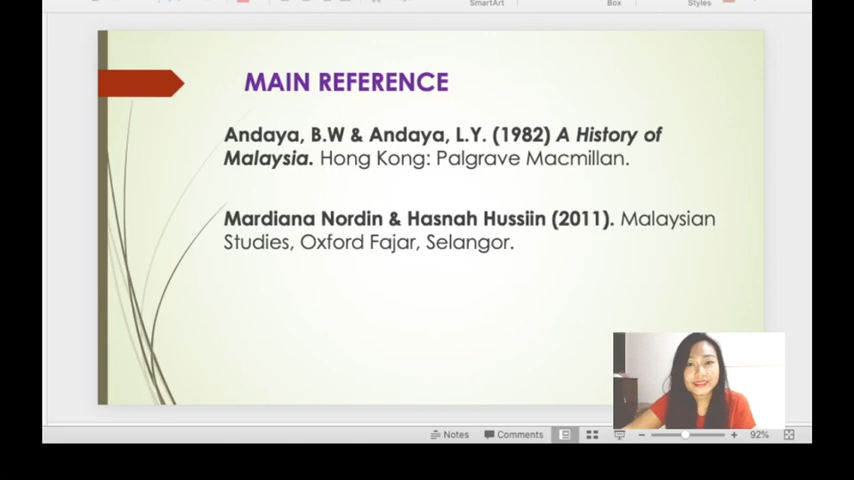 SmartArt
Box
Styles
MAIN REFERENCE
Andaya, B.W & Andaya, L.Y. (1982) A History of
Malaysia. Hong Kong: Palgrave Macmillan.
Mardiana Nordin & Hasnah Hussiin (2011). Malaysian
Studies, Oxford Fajar, Selangor.
Notes
Comments
92%